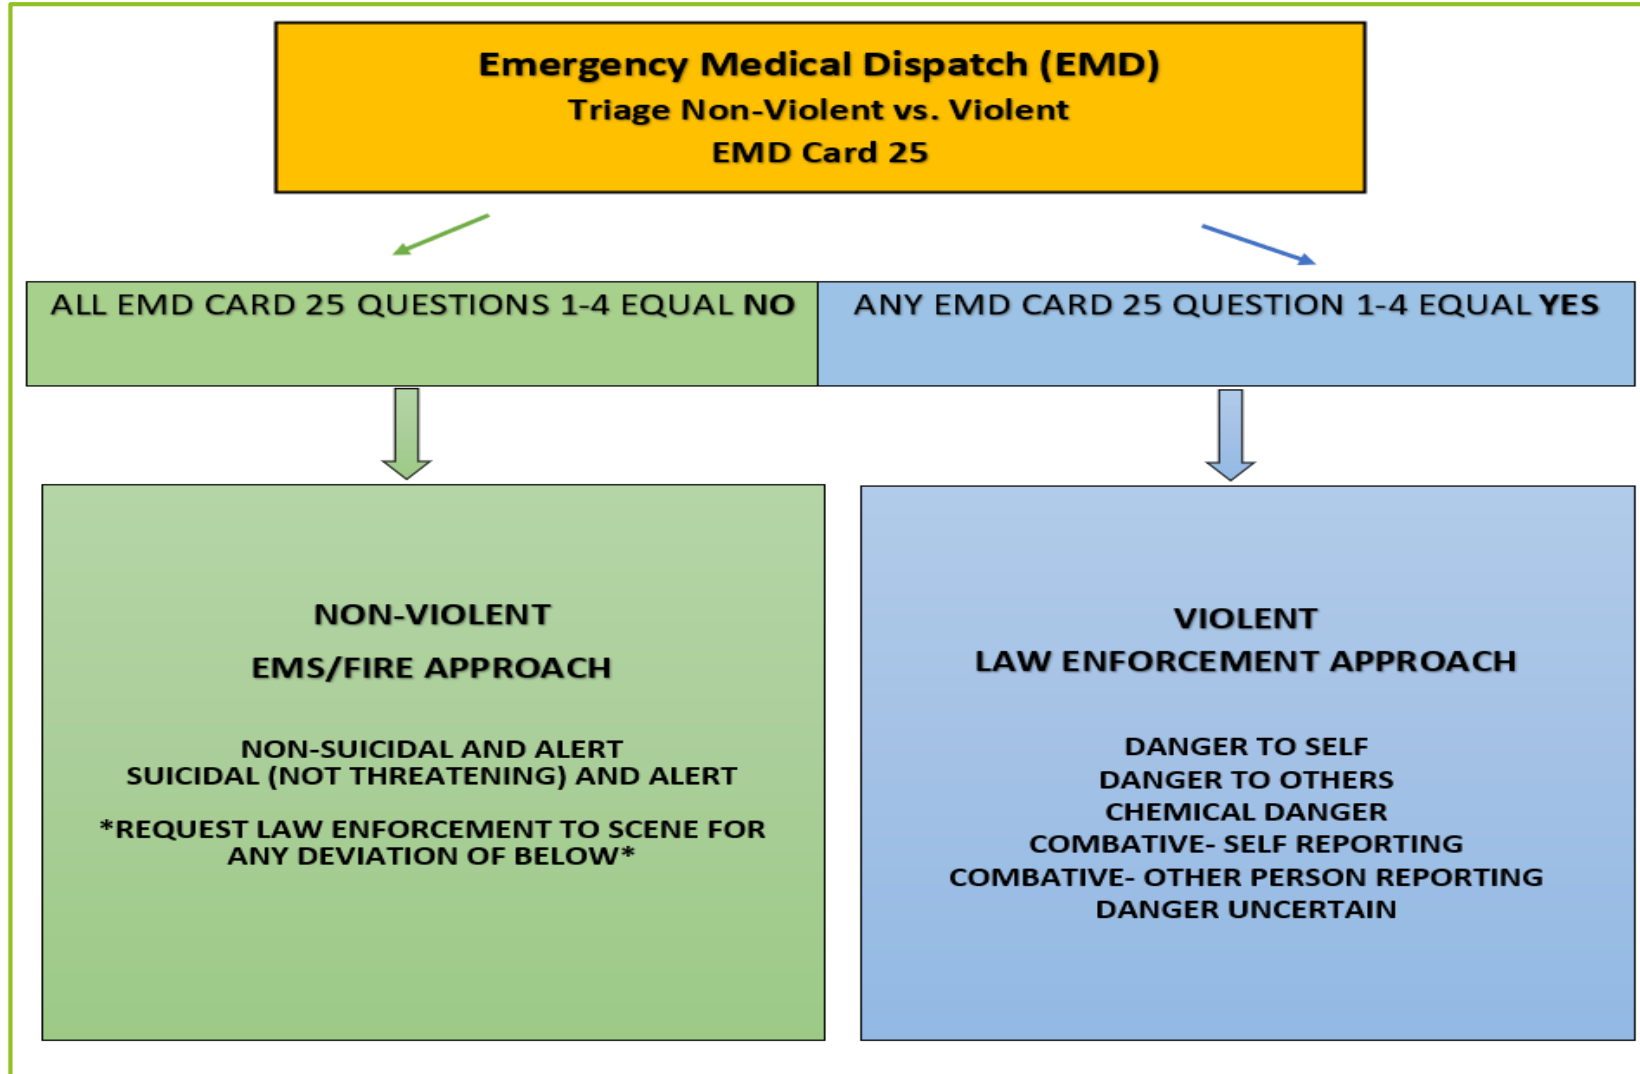 Emergency Medical Dispatch (EMD)
Triage Non-Violent vs. Violent
EMD Card 25
ALL EMD CARD 25 QUESTIONS 1-4 EQUAL NO
ANY EMD CARD 25 QUESTION 1-4 EQUAL YES
NON-VIOLENT
EMS/FIRE APPROACH
NON-SUICIDAL AND ALERT
SUICIDAL (NOT THREATENING) AND ALERT
*REQUEST LAW ENFORCEMENT TO SCENE FOR
ANY DEVIATION OF BELOW*
VIOLENT
LAW ENFORCEMENT APPROACH
DANGER TO SELF
DANGER TO OTHERS
CHEMICAL DANGER
COMBATIVE- SELF REPORTING
COMBATIVE- OTHER PERSON REPORTING
DANGER UNCERTAIN